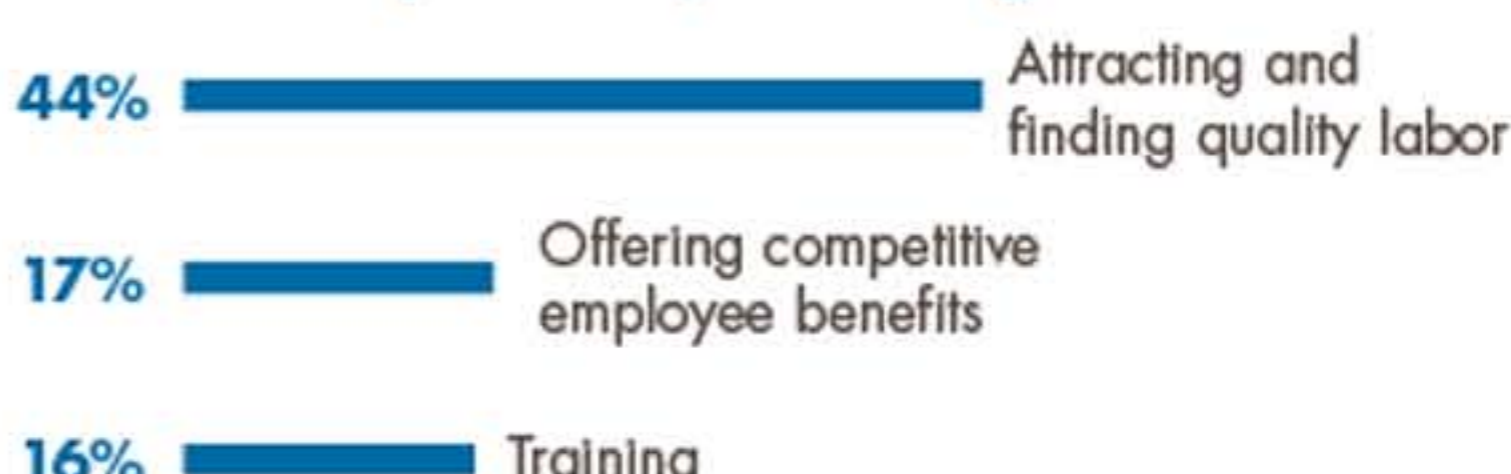 44%
Attracting and
finding quality labor
17%
Offering competitive
employee benefits
16%
Training